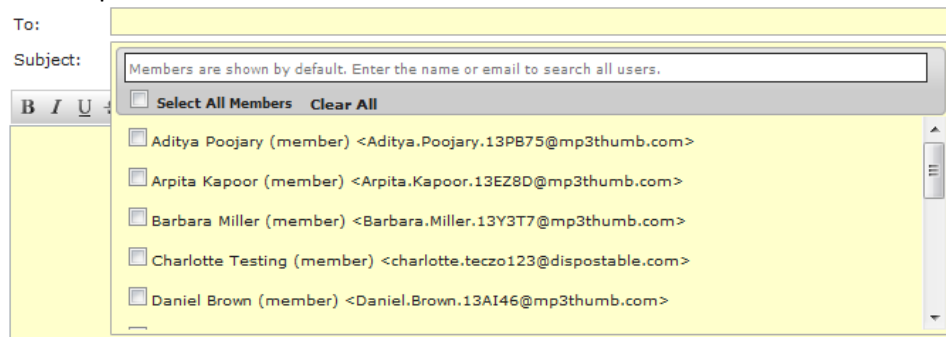 To:
Subject:
Members are shown by default. Enter the name or email to search all users.
Select All Members Clear All
B I U
Aditya Poojary (member) <Aditya.Poojary.13PB75@mp3thumb.com>
Arpita Kapoor (member) <Arpita.Kapoor.13EZ8D@mp3thumb.com>
Barbara Miller (member) <Barbara.Miller.13Y3T7@mp3thumb.com>
Charlotte Testing (member) <charlotte.teczo123@dispostable.com>
Daniel Brown (member) <Daniel.Brown.13AI46@mp3thumb.com>